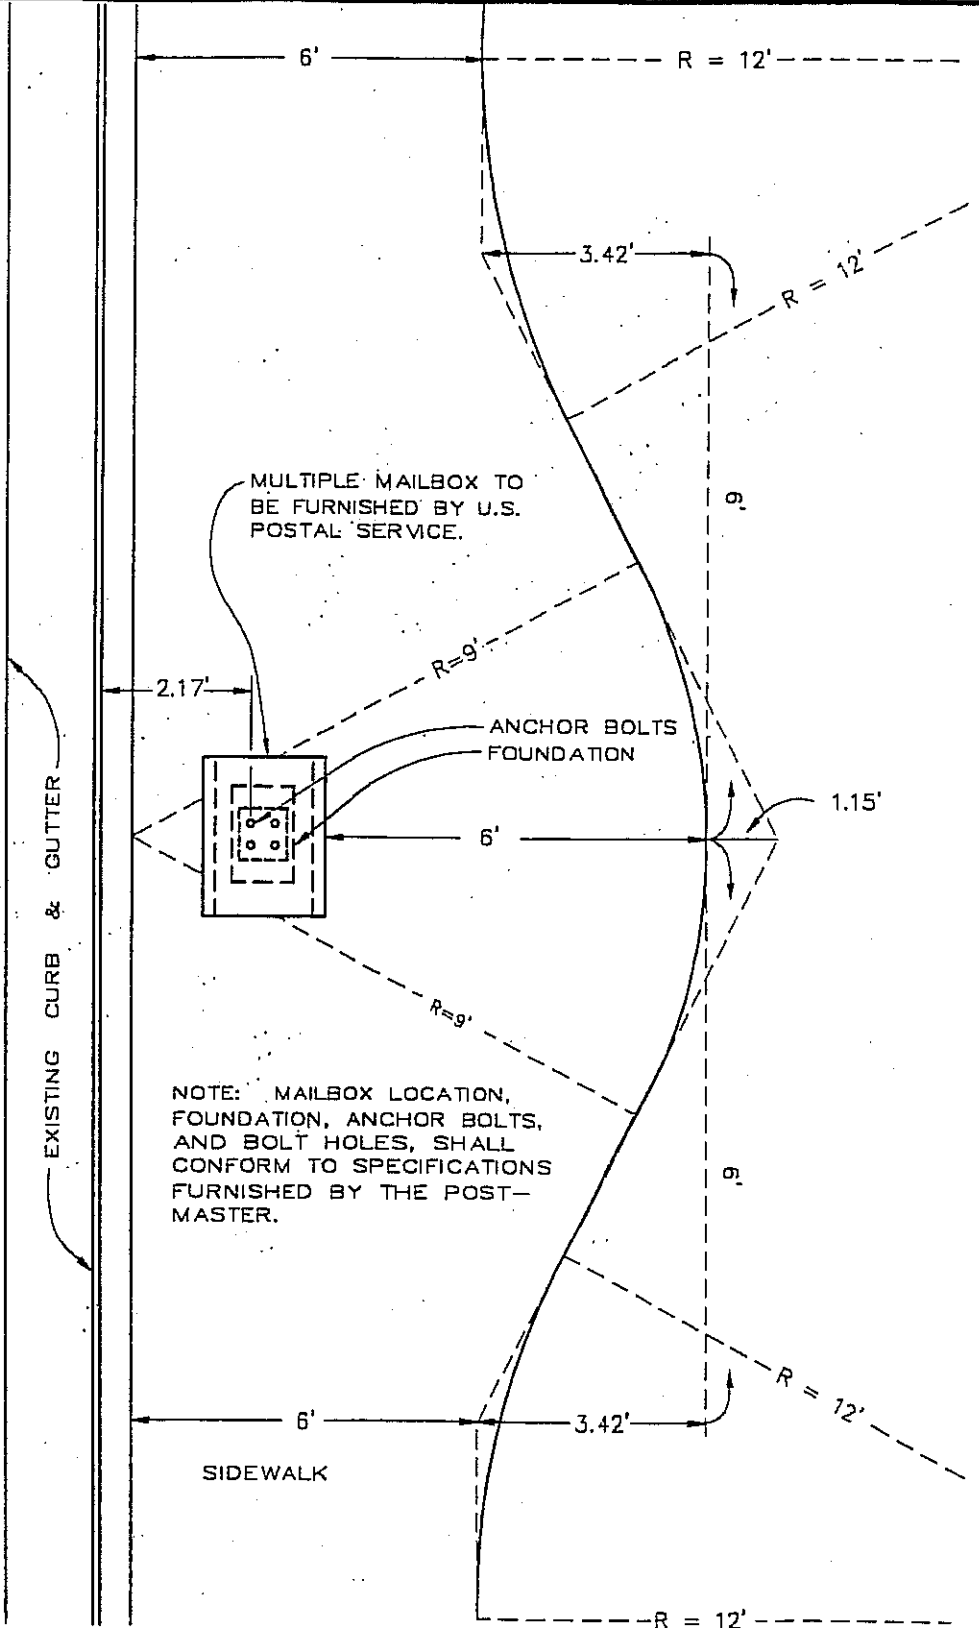 6'
R = 12'
3.42'
R = 12'
MULTIPLE MAILBOX TO
BE FURNISHED BY U.S.
POSTAL SERVICE.
6'
R=9'
2.17'
ANCHOR BOLTS
FOUNDATION
1.15'
6'
EXISTING CURB & GUTTER
R=9'
NOTE: MAILBOX LOCATION,
FOUNDATION, ANCHOR BOLTS,
AND BOLT HOLES, SHALL
CONFORM TO SPECIFICATIONS
FURNISHED BY THE POST-
MASTER.
6'
R = 12'
6'
3.42'
SIDEWALK
R = 12'